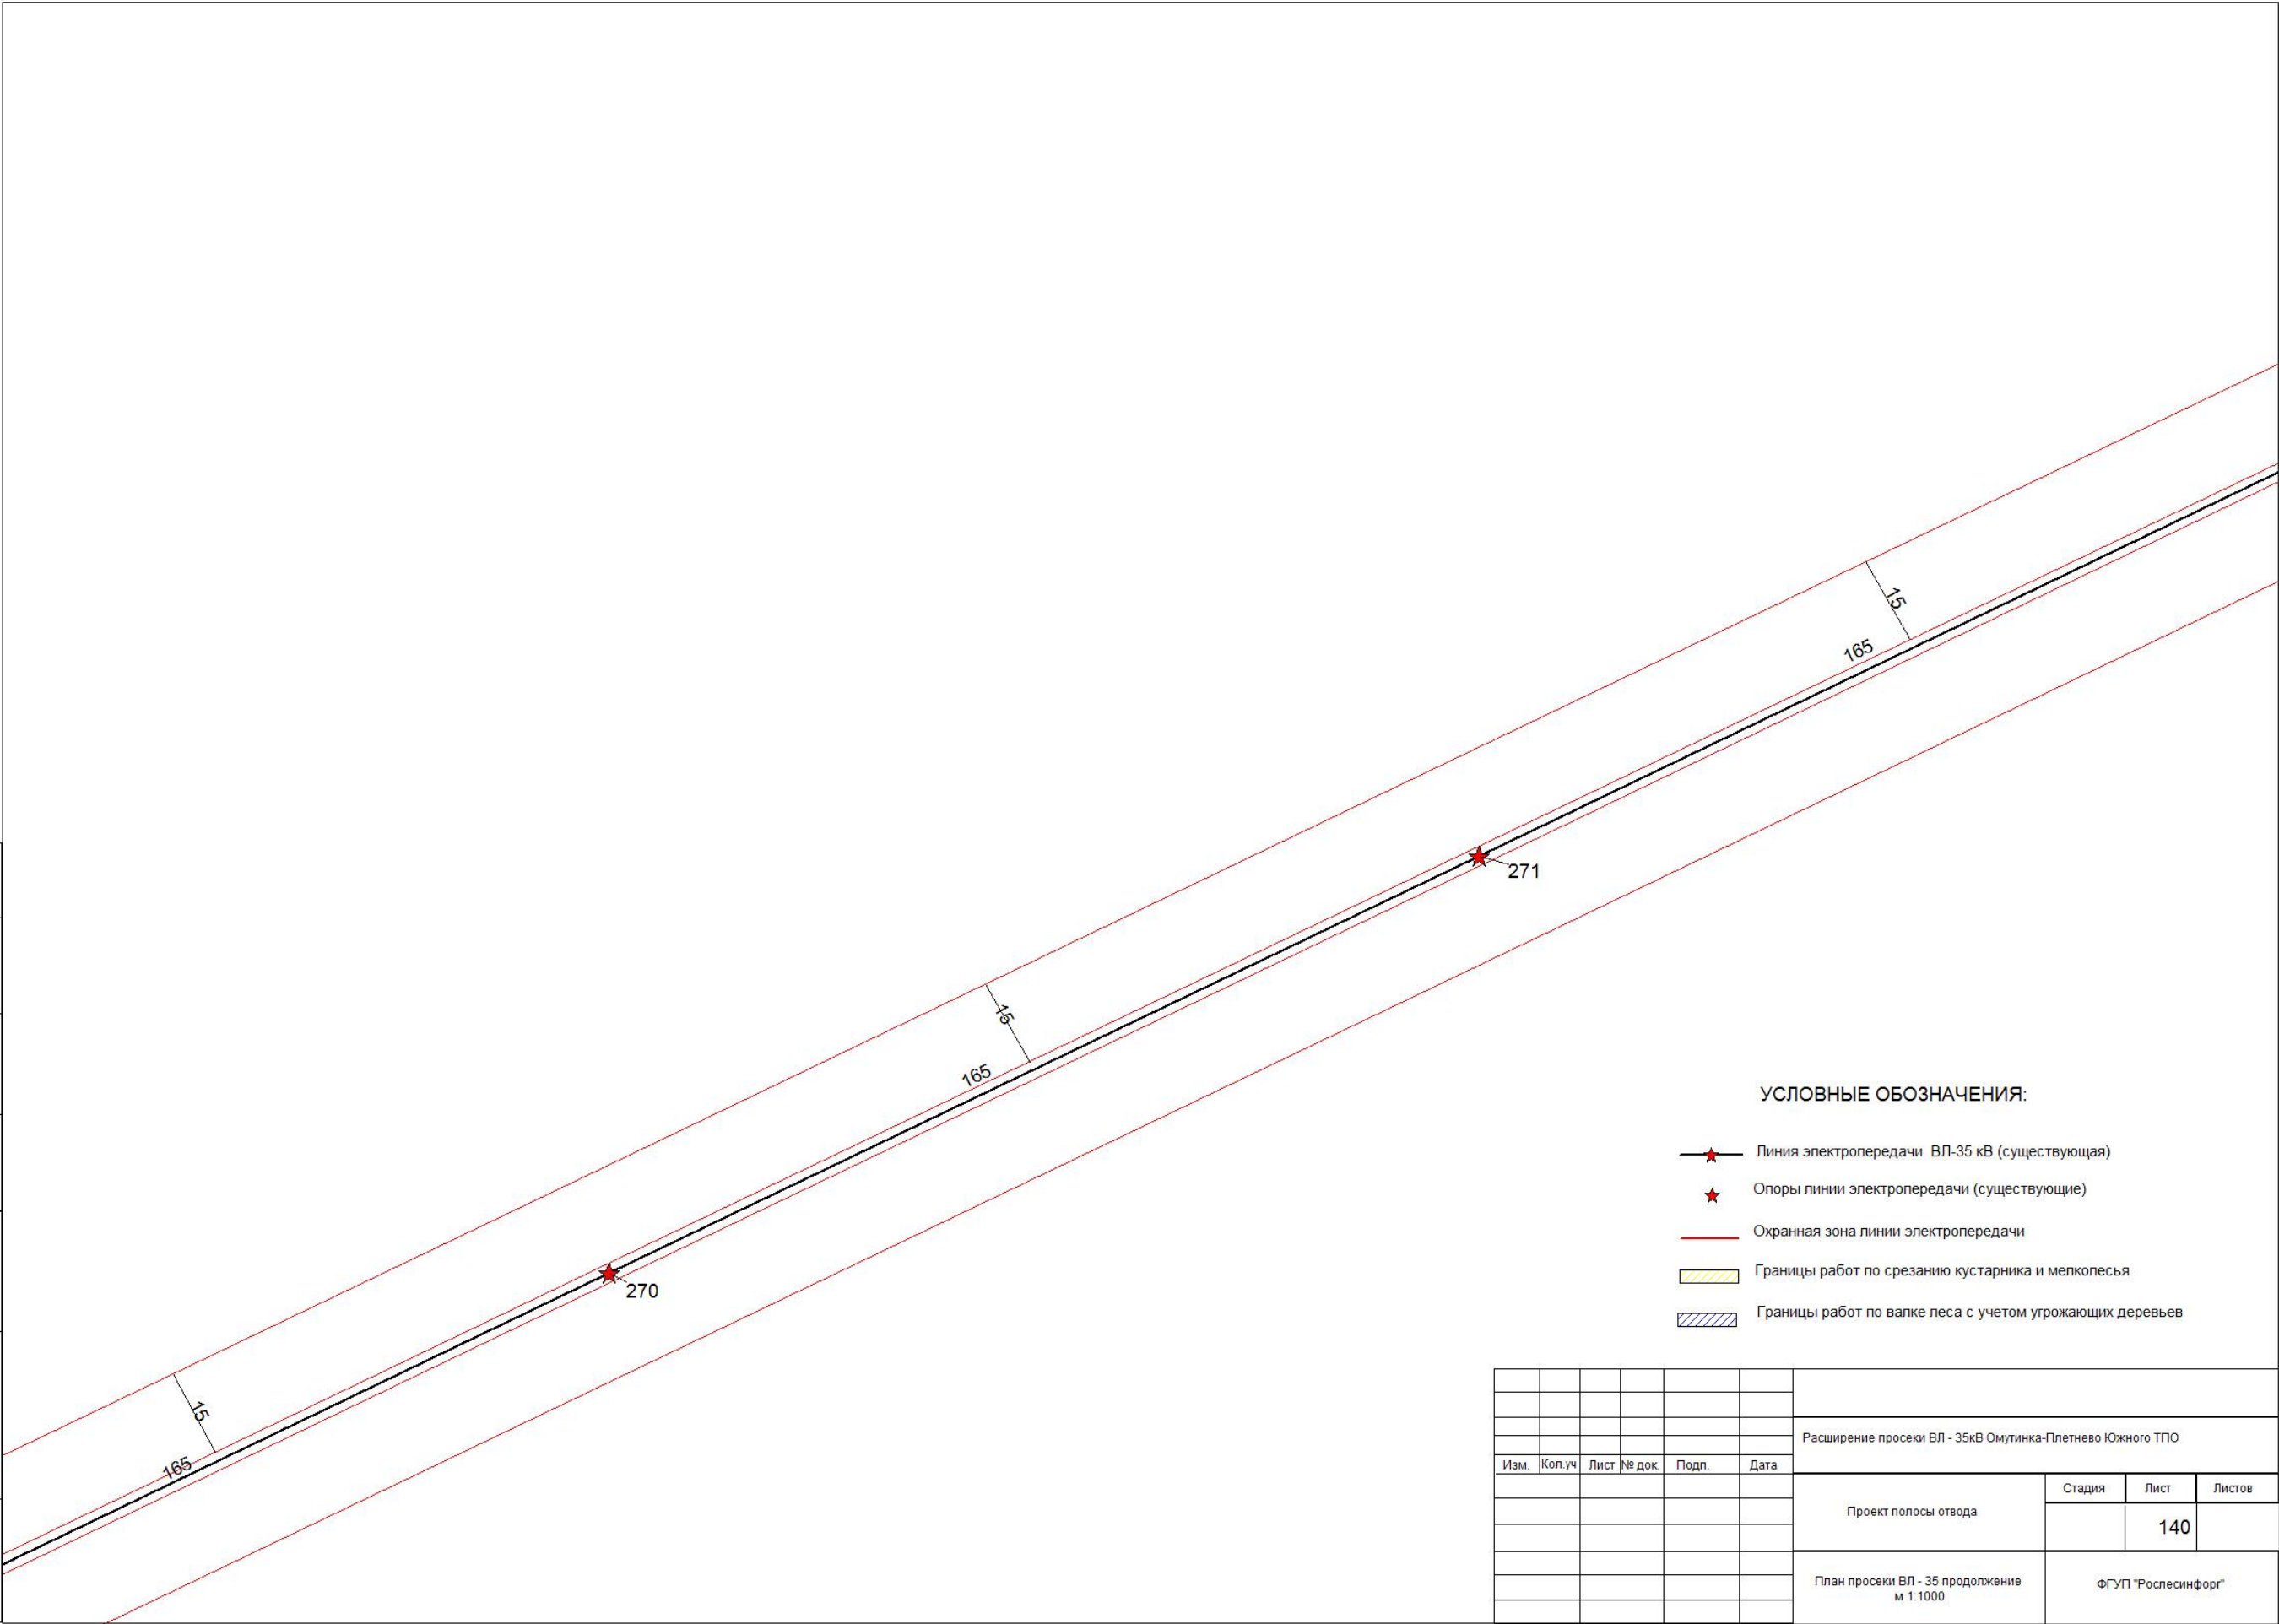 15
165
271
15
165
270
15
165
УСЛОВНЫЕ ОБОЗНАЧЕНИЯ:
Линия электропередачи ВЛ-35 кВ (существующая)
Опоры линии электропередачи (существующие)
Охранная зона линии электропередачи
Границы работ по срезанию кустарника и мелколесья
Границы работ по валке леса с учетом угрожающих деревьев
Расширение просеки ВЛ - 35кВ Омутинка-Плетнево Южного ТПО
Изм. Кол.уч Лист № док. Подп. Дата
Стадия Лист Листов
Проект полосы отвода
140
План просеки ВЛ - 35 продолжение
м 1:1000
ФГУП "Рослесинфорг"